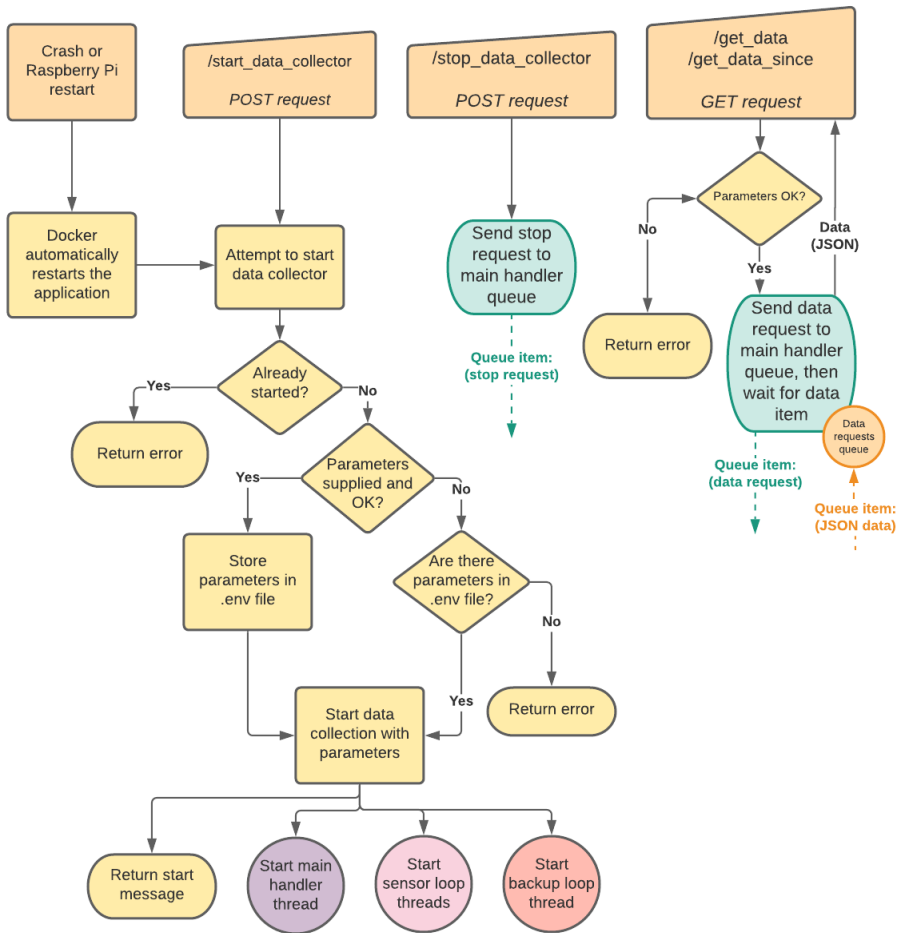 Crash or
Raspberry Pi
restart
/start_data_collector
POST request
/stop_data_collector
POST request
/get_data
/get_data_since
GET request
Docker
automatically
restarts the
application
Attempt to start
data collector
Send stop
request to
main handler
queue
Parameters OK?
No
Yes
Data
(JSON)
Return error
Send data
request to
main handler
queue, then
wait for data
item
Data
requests
queue
Queue item:
(stop request)
Queue item:
(data request)
Queue item:
(JSON data)
Already
started?
Yes
No
Return error
Parameters
supplied and
OK?
Yes
No
Store
parameters in
.env file
Are there
parameters in
.env file?
No
Yes
Return error
Start data
collection with
parameters
Return start
message
Start main
handler
thread
Start
sensor loop
threads
Start
backup loop
thread